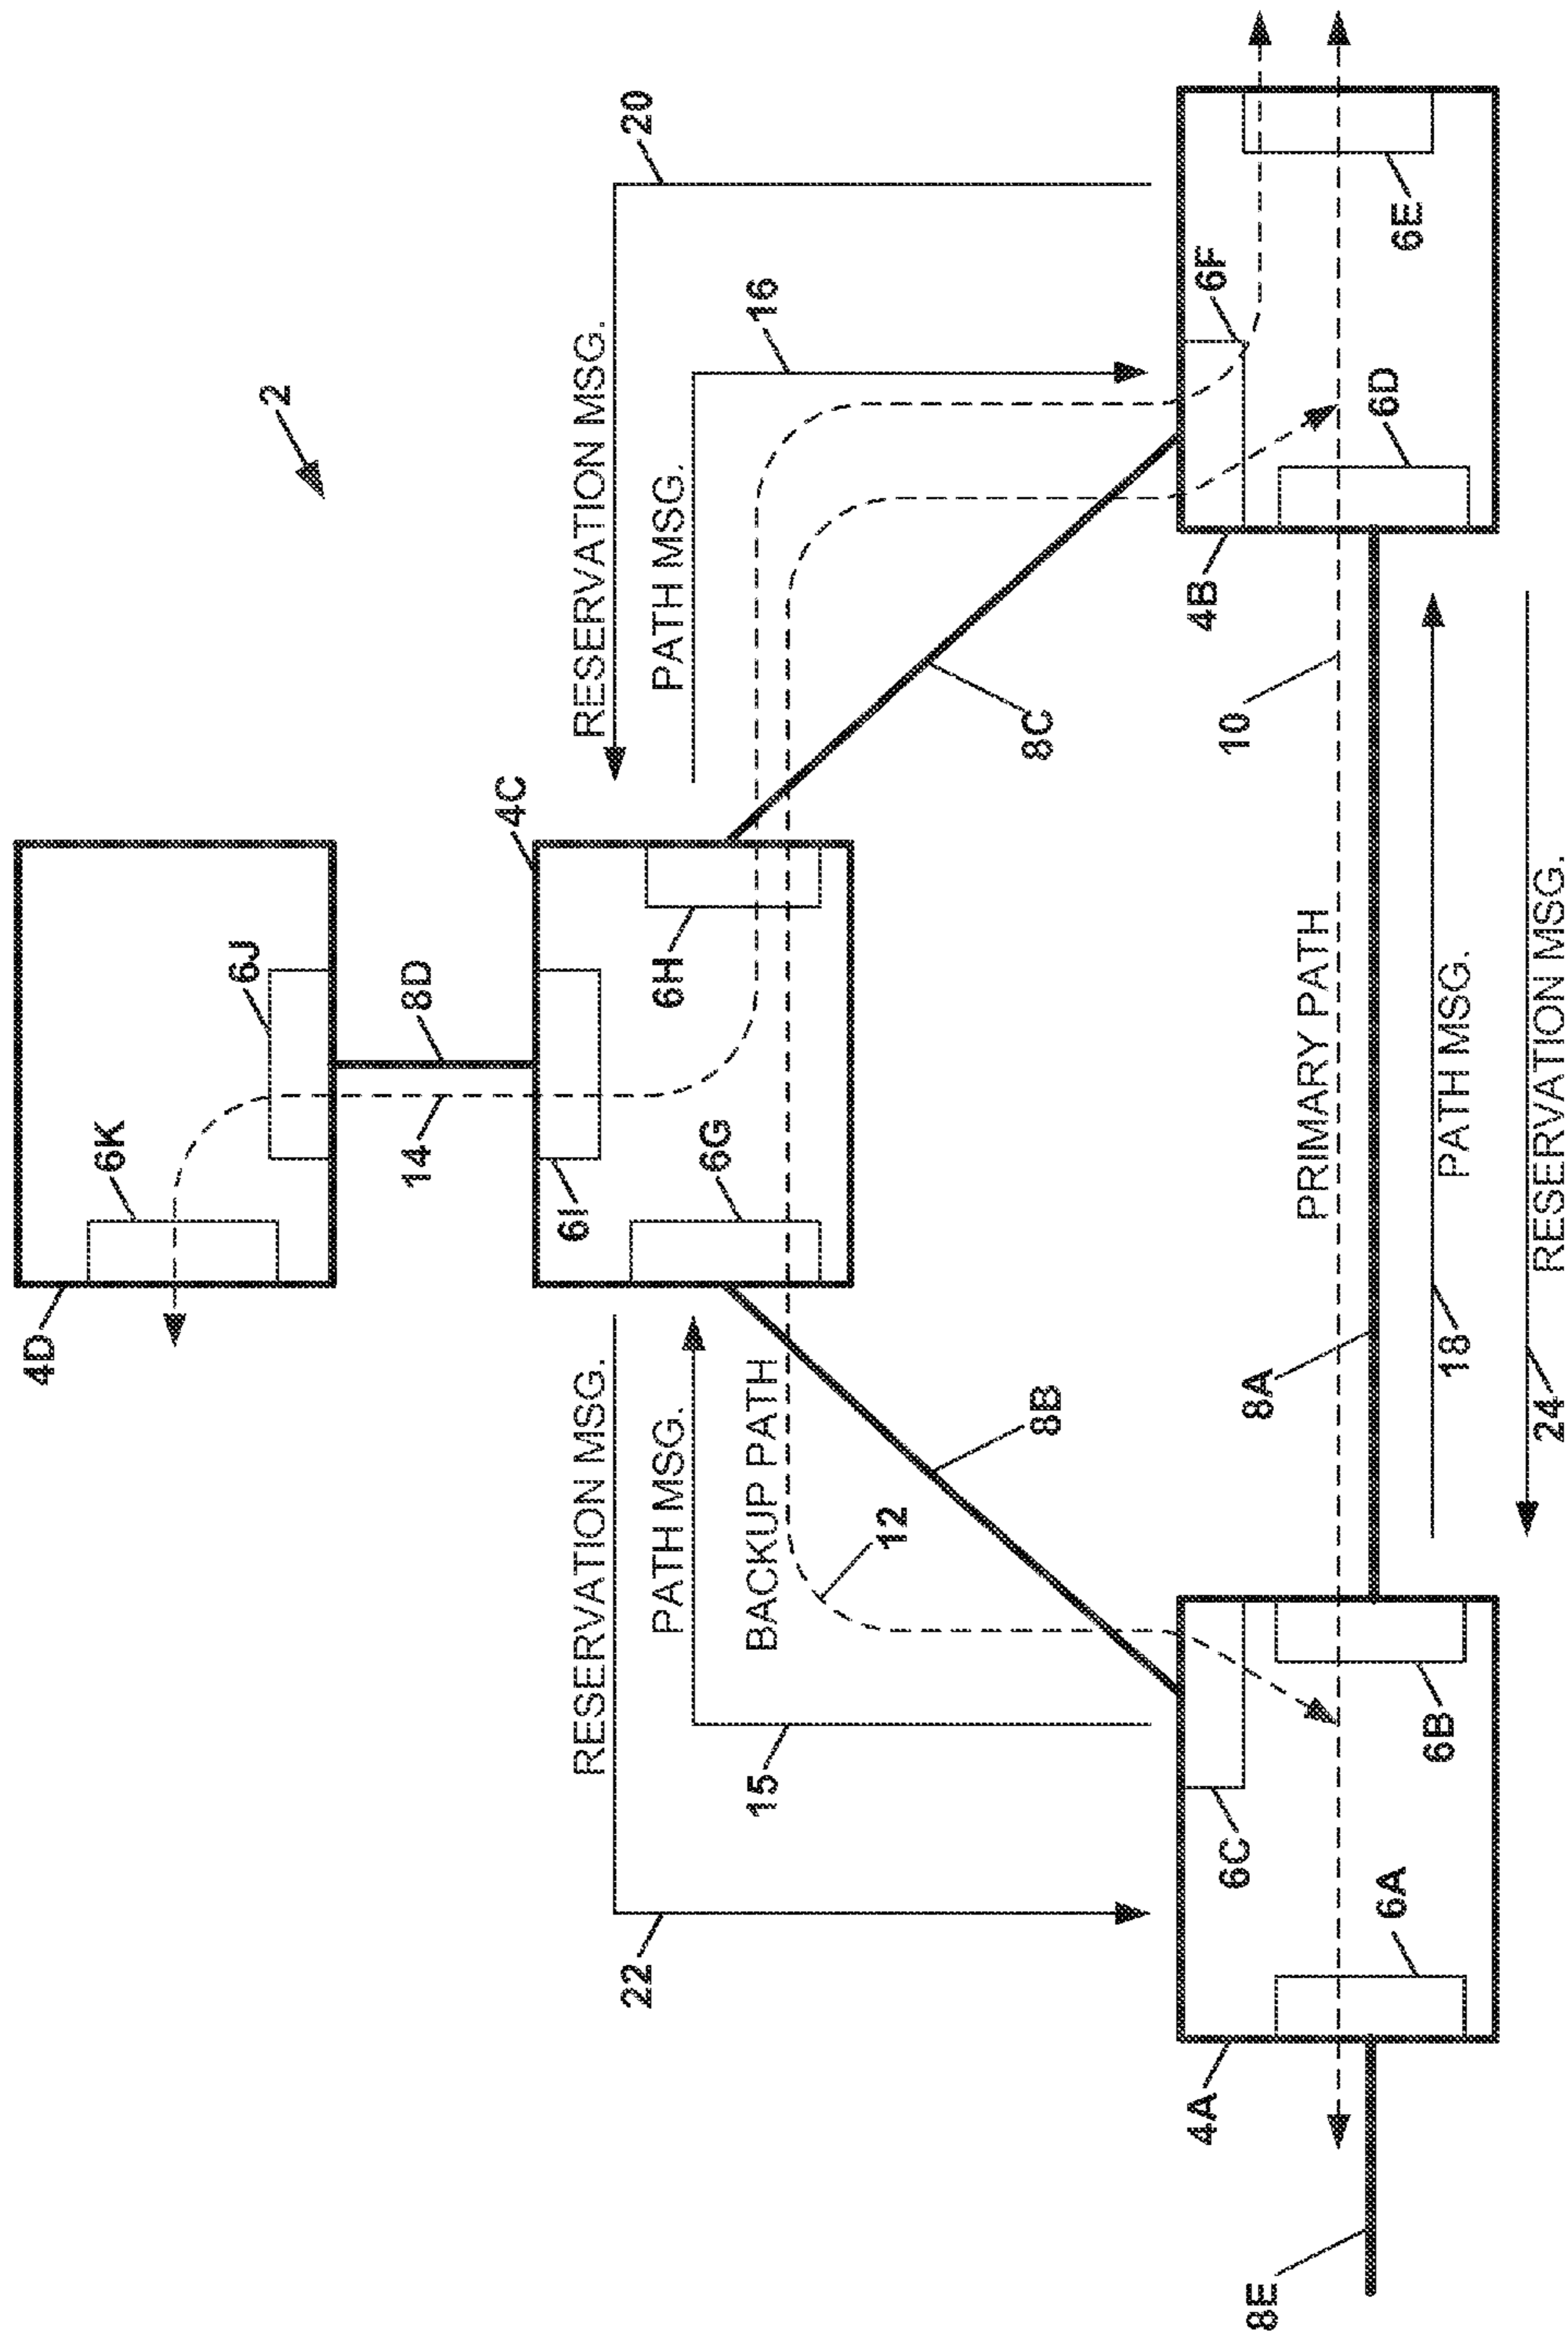 2
4D
6K
6J
14
8D
4C
6I
6G
6H
RESERVATION MSG.
20
PATH MSG.
16
RESERVATION MSG.
22
PATH MSG.
15
BACKUP PATH
12
8B
8C
4A
6C
6A
6B
8E
PRIMARY PATH
10
8A
4B
6F
6D
6E
18
PATH MSG.
24
RESERVATION MSG.